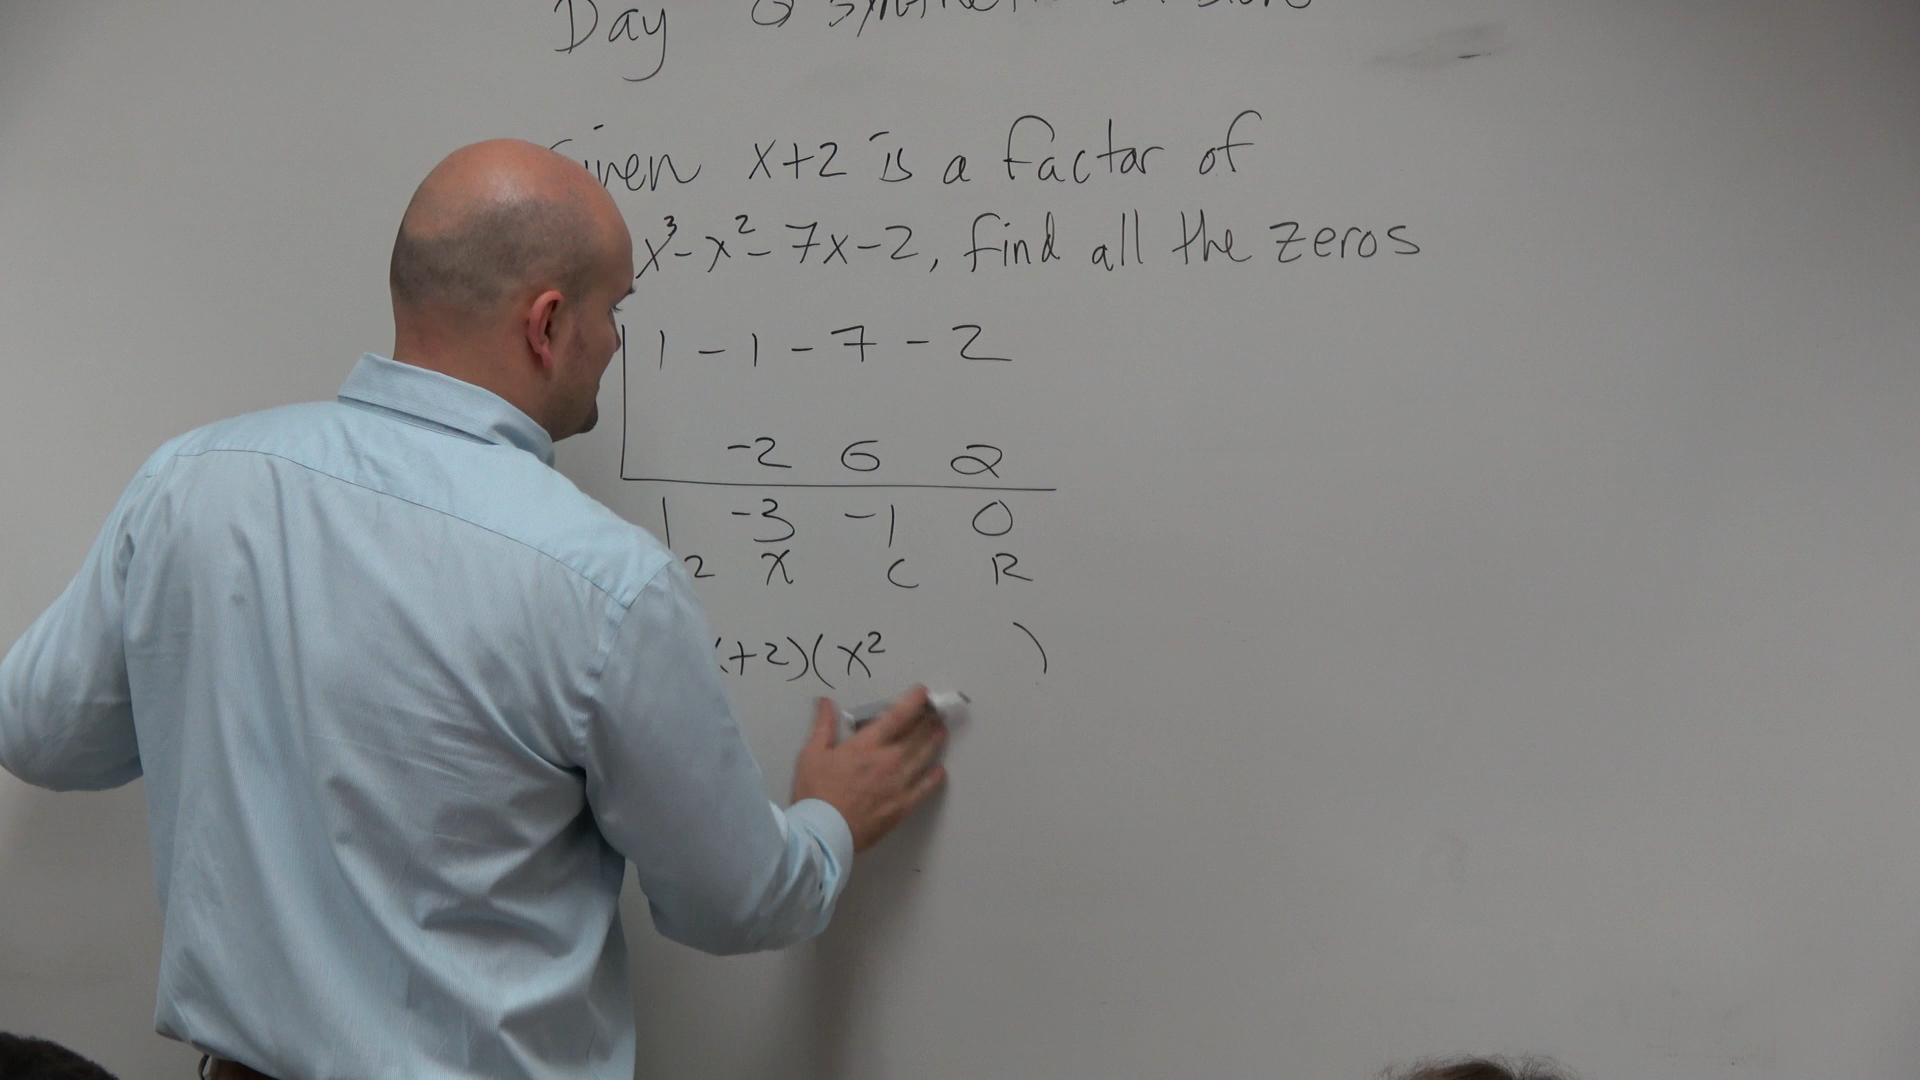 Day
x+2 is a factor of
x³-x²-7x-2, find all the zeros
1 -1 -7 -2
-2 6 2
1 -3 -1 0
2 x C R
+2)(x² )